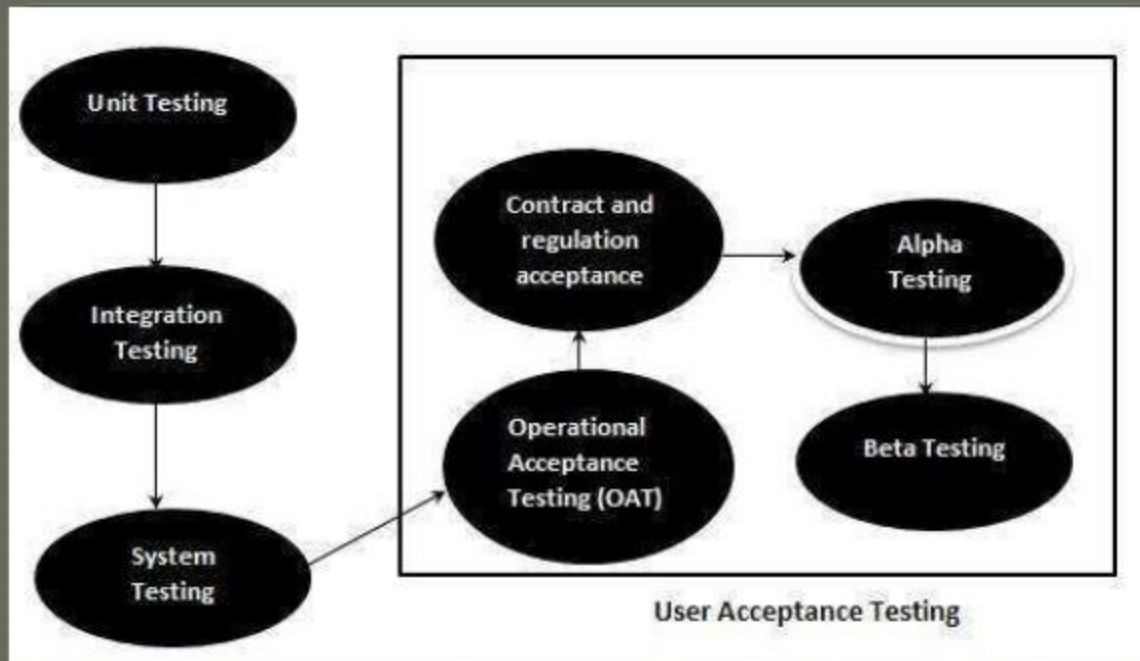 Unit Testing
Integration
Testing
System
Testing
Operational
Acceptance
Testing (OAT)
Contract and
regulation
acceptance
Alpha
Testing
Beta Testing
User Acceptance Testing